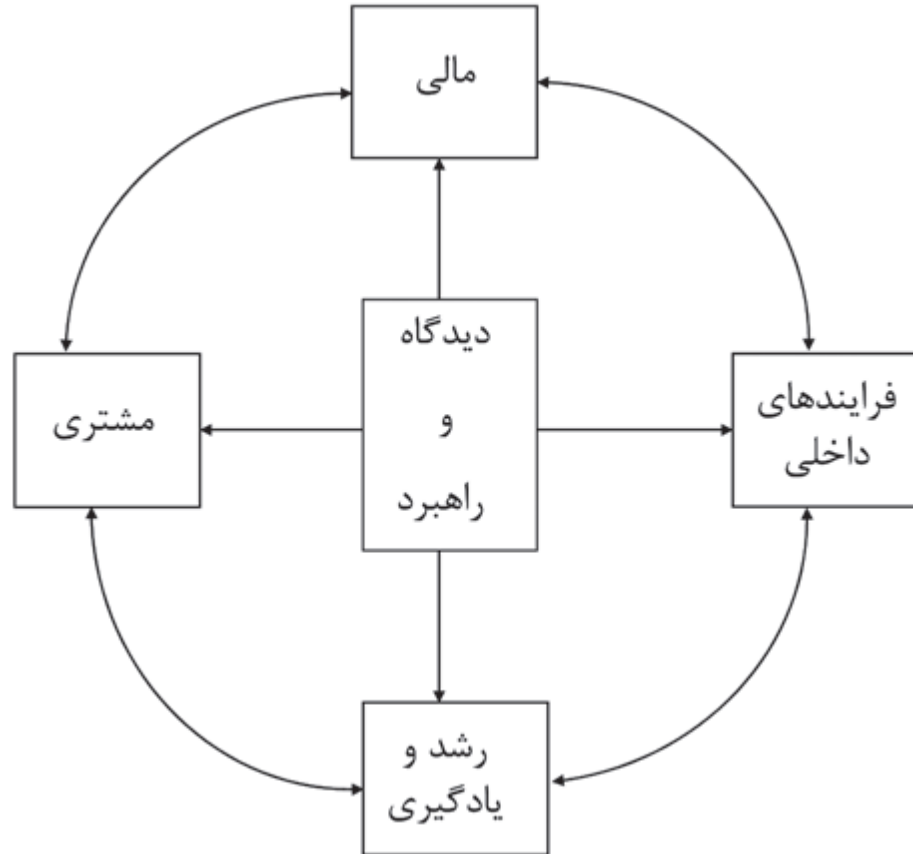 مالی
دیدگاه
و
راهبرد
فرایندهای
داخلی
مشتری
رشد و
یادگیری